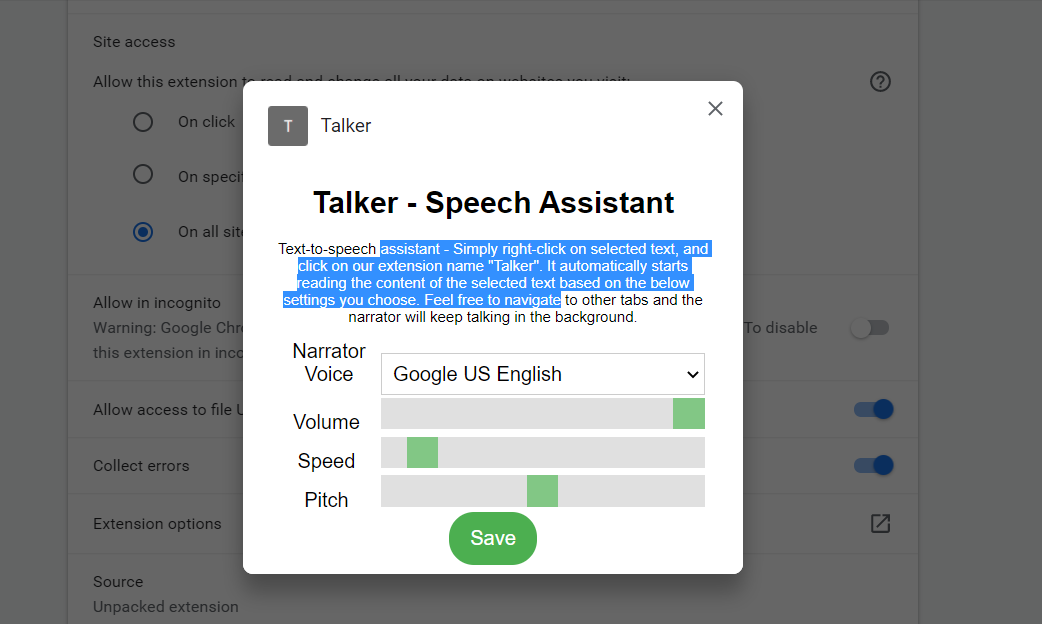 Site access
Allow this extension to read and change all your data on websites you visit:
On click
On specif
On all site
Allow in incognito
Warning: Google Chro
To disable
this extension in inco
Allow access to file U
Collect errors
Extension options
Source
Unpacked extension
T
Talker
Talker - Speech Assistant
Text-to-speech assistant - Simply right-click on selected text, and
click on our extension name "Talker". It automatically starts
reading the content of the selected text based on the below
settings you choose. Feel free to navigate to other tabs and the
narrator will keep talking in the background.
Narrator
Voice
Google US English
Volume
Speed
Pitch
Save